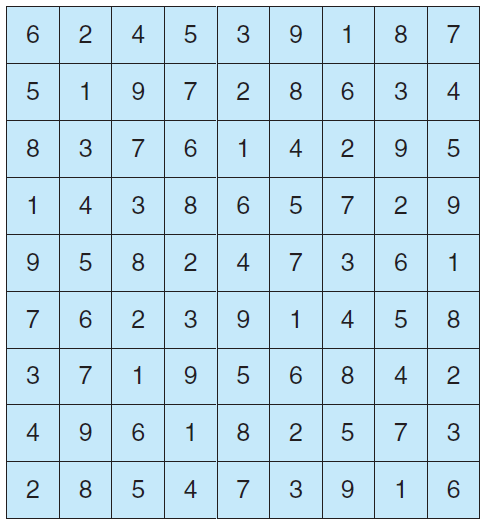 6 2 4 5 3 9 1 8 7
5 1 9 7 2 8 6 3 4
8 3 7 6 1 4 2 9 5
1 4 3 8 6 5 7 2 9
9 5 8 2 4 7 3 6 1
7 6 2 3 9 1 4 5 8
3 7 1 9 5 6 8 4 2
4 9 6 1 8 2 5 7 3
2 8 5 4 7 3 9 1 6